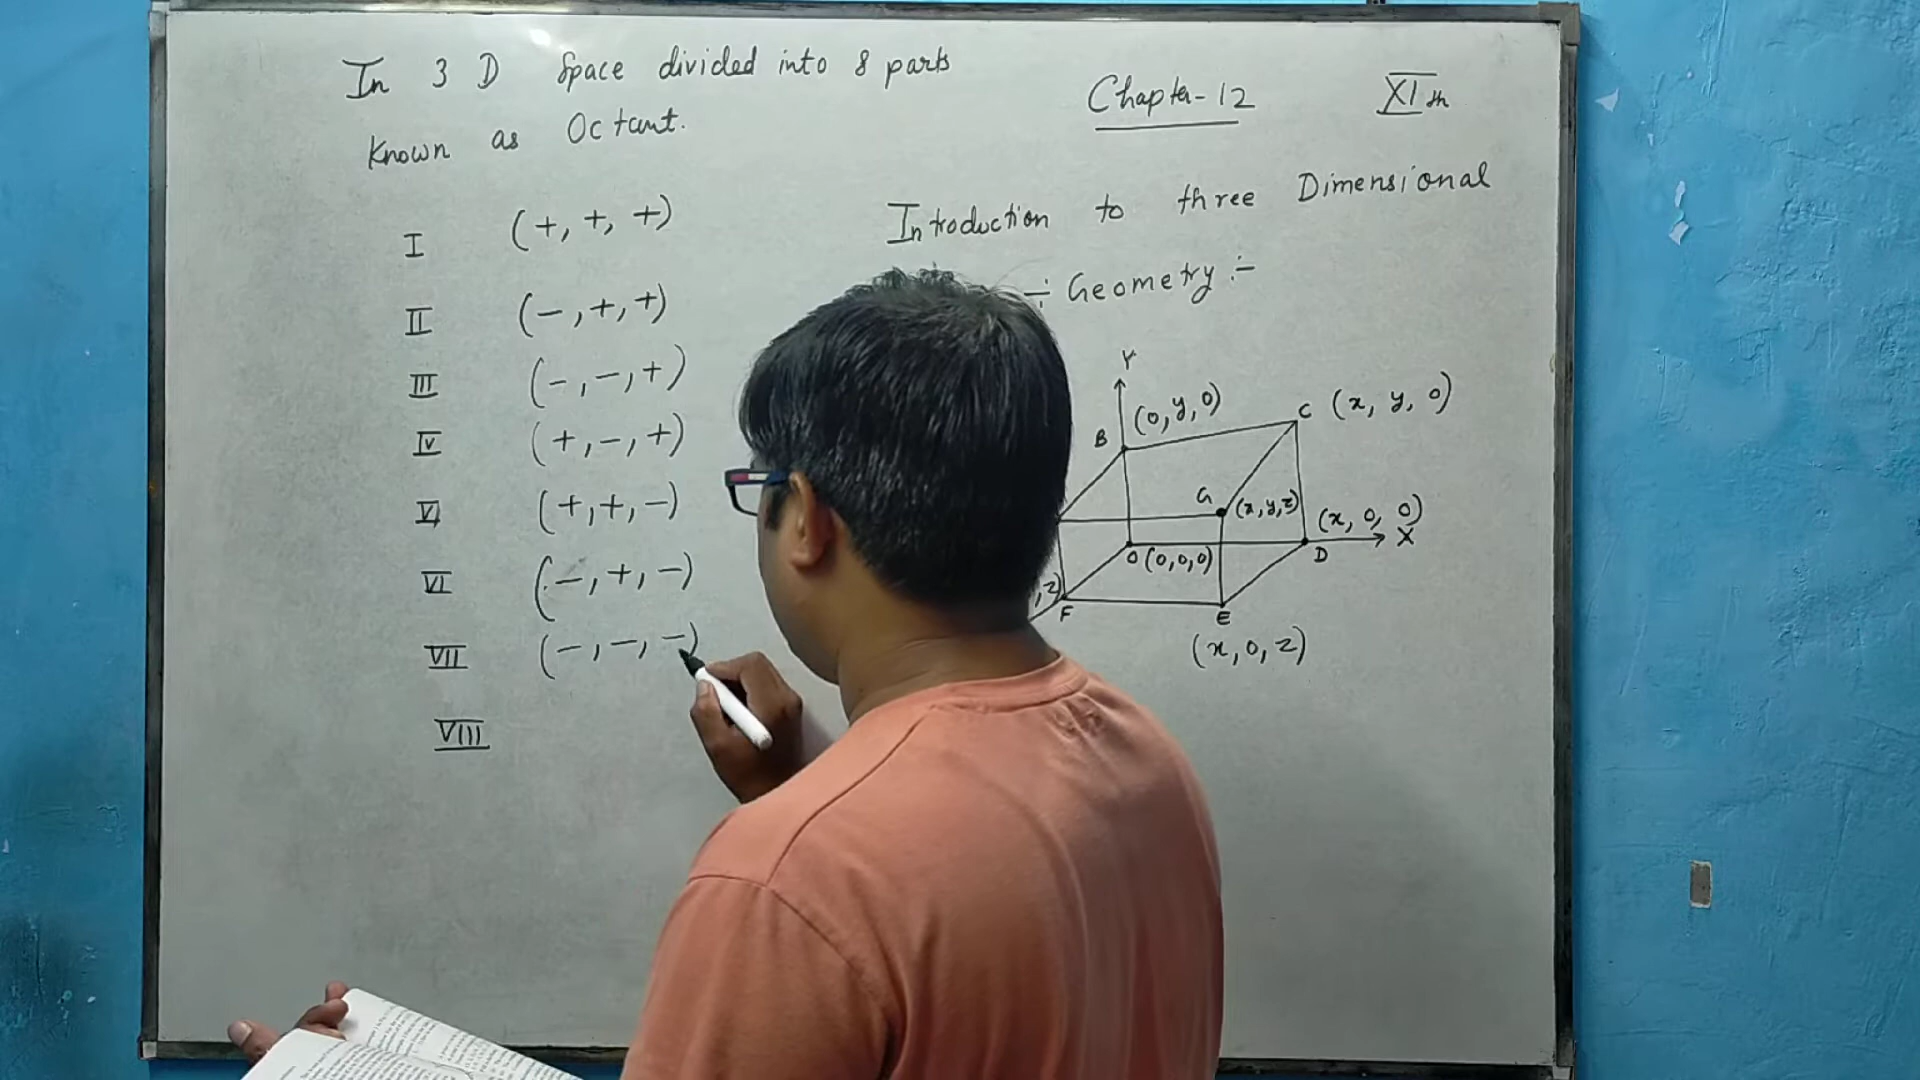 In 3 D Space divided into 8 parts
Known as Octant.
I (+, +, +)
II (-, +, +)
III (-, -, +)
IV (+, -, +)
V (+, +, -)
VI (-, +, -)
VII (-, -, -)
VIII
Chapter-12 XIth
Introduction to three Dimensional
÷ Geometry :-
Y
B (0, y, 0) C (x, y, 0)
G (x, y, z) (x, 0, 0)
X
O (0, 0, 0) D
, z)
F E
(x, 0, z)